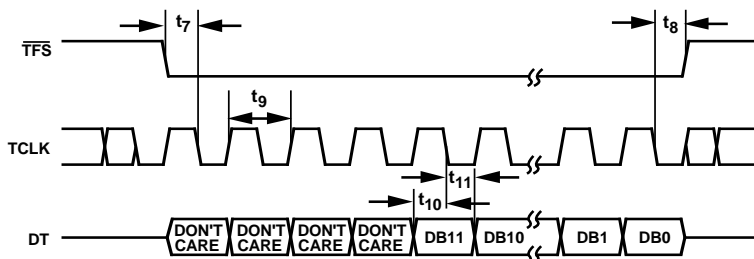 t7
t8
TFS
t9
TCLK
t11
t10
DT
DON'T CARE
DON'T CARE
DON'T CARE
DON'T CARE
DB11
DB10
DB1
DB0